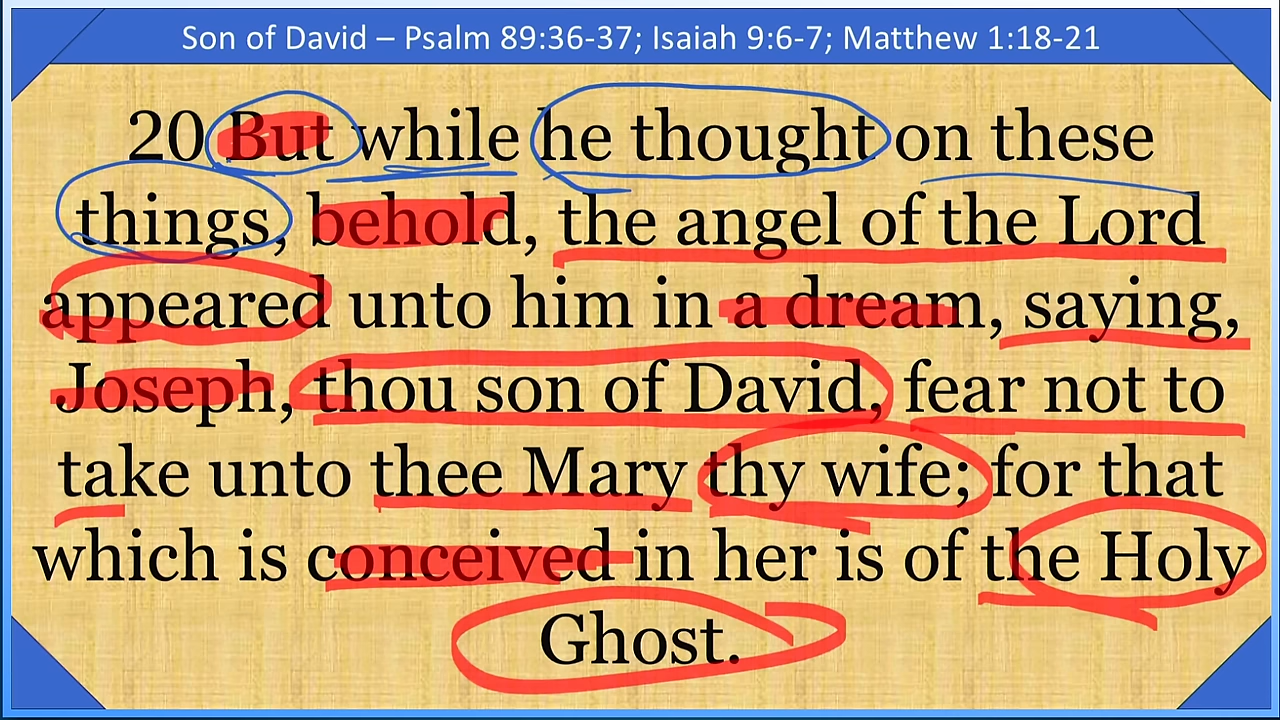 Son of David – Psalm 89:36-37; Isaiah 9:6-7; Matthew 1:18-21
20 But while he thought on these
things, behold, the angel of the Lord
appeared unto him in a dream, saying,
Joseph, thou son of David, fear not to
take unto thee Mary thy wife; for that
which is conceived in her is of the Holy
Ghost.